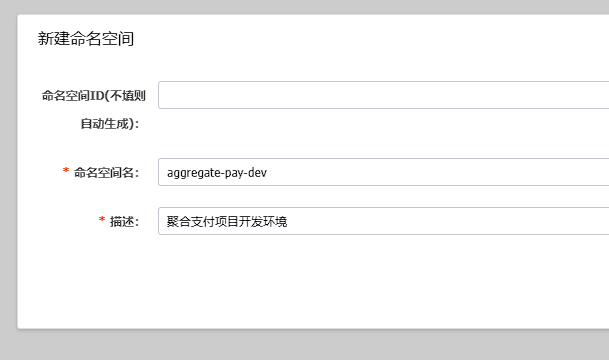 新建命名空间
命名空间ID(不填则
自动生成)：
* 命名空间名：
aggregate-pay-dev
* 描述：
聚合支付项目开发环境